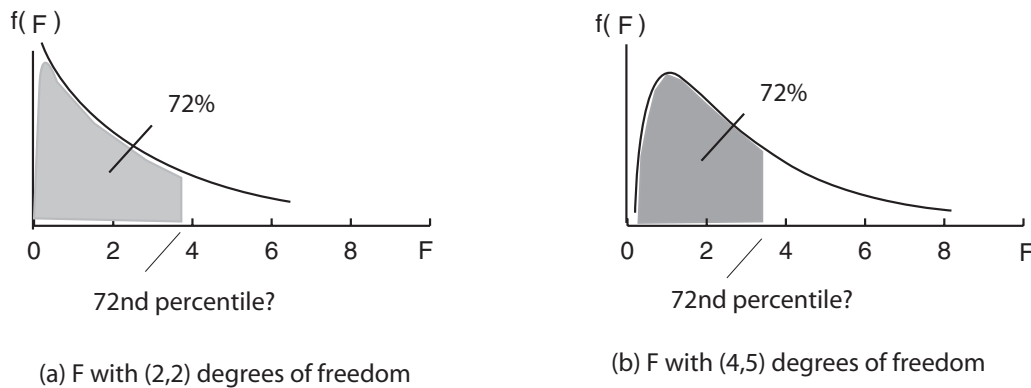 f( F )
72%
0 2 4 6 8 F
72nd percentile?
(a) F with (2,2) degrees of freedom
f( F )
72%
0 2 4 6 8 F
72nd percentile?
(b) F with (4,5) degrees of freedom